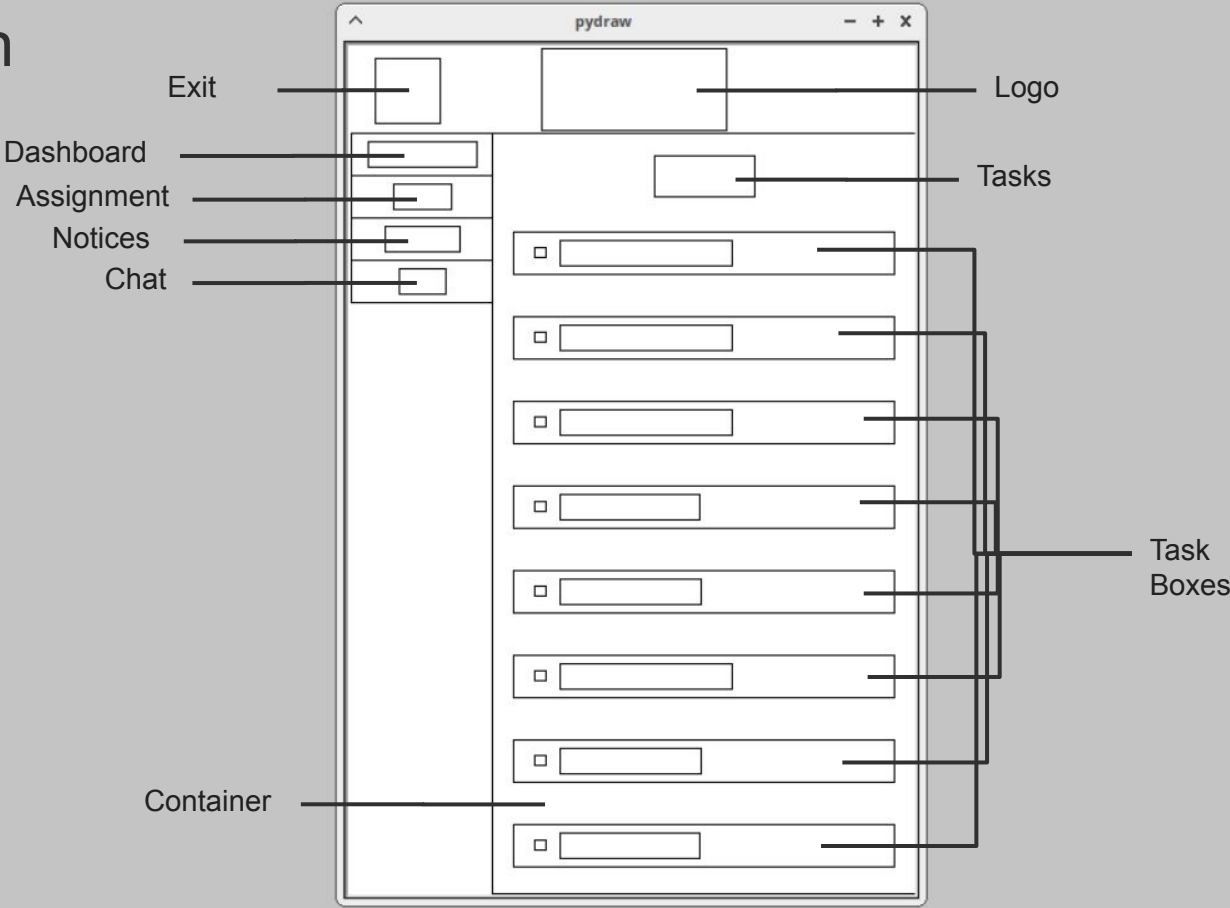 n
pydraw
Exit
Logo
Dashboard
Tasks
Assignment
Notices
Chat
Task
Boxes
Container